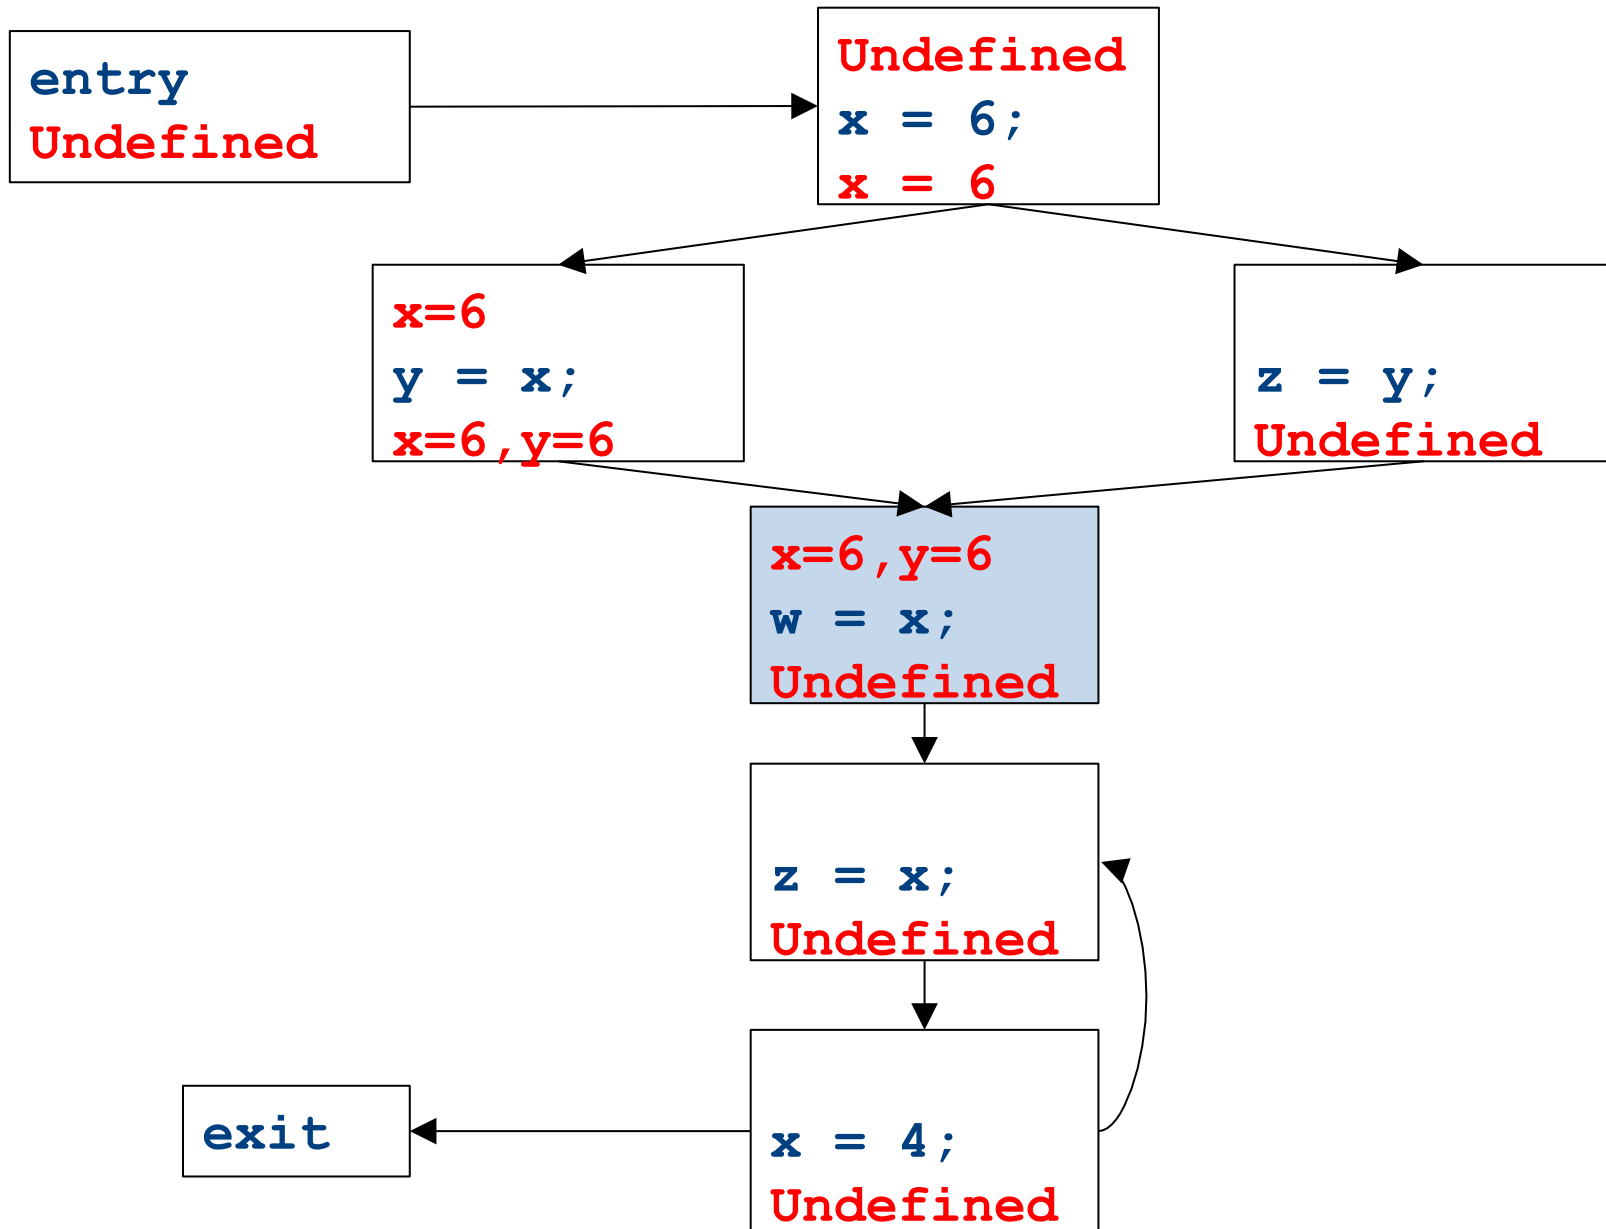 entry
Undefined
Undefined
x = 6;
x = 6
x=6
y = x;
x=6,y=6
z = y;
Undefined
x=6,y=6
w = x;
Undefined
z = x;
Undefined
x = 4;
Undefined
exit